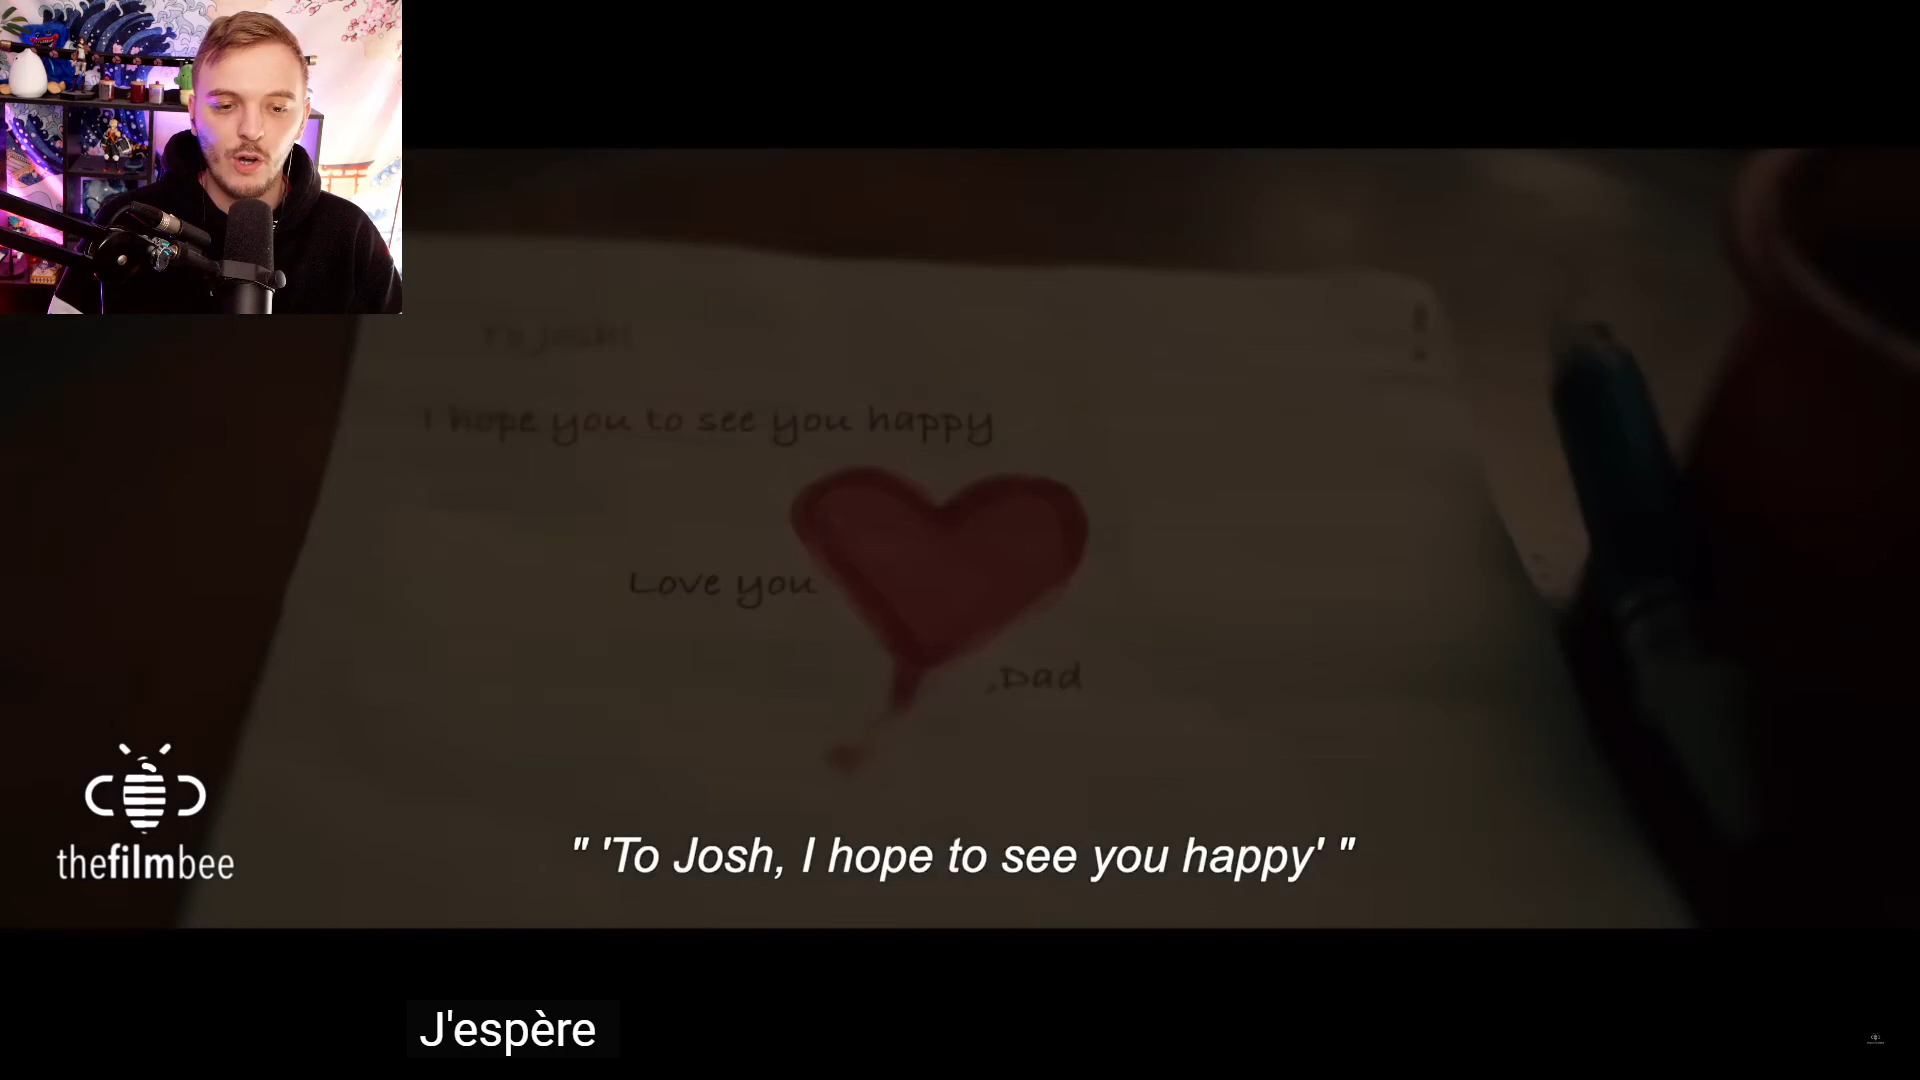 To Josh!
I hope you to see you happy
Love you
.Dad
thefilmbee
" 'To Josh, I hope to see you happy' "
J'espère